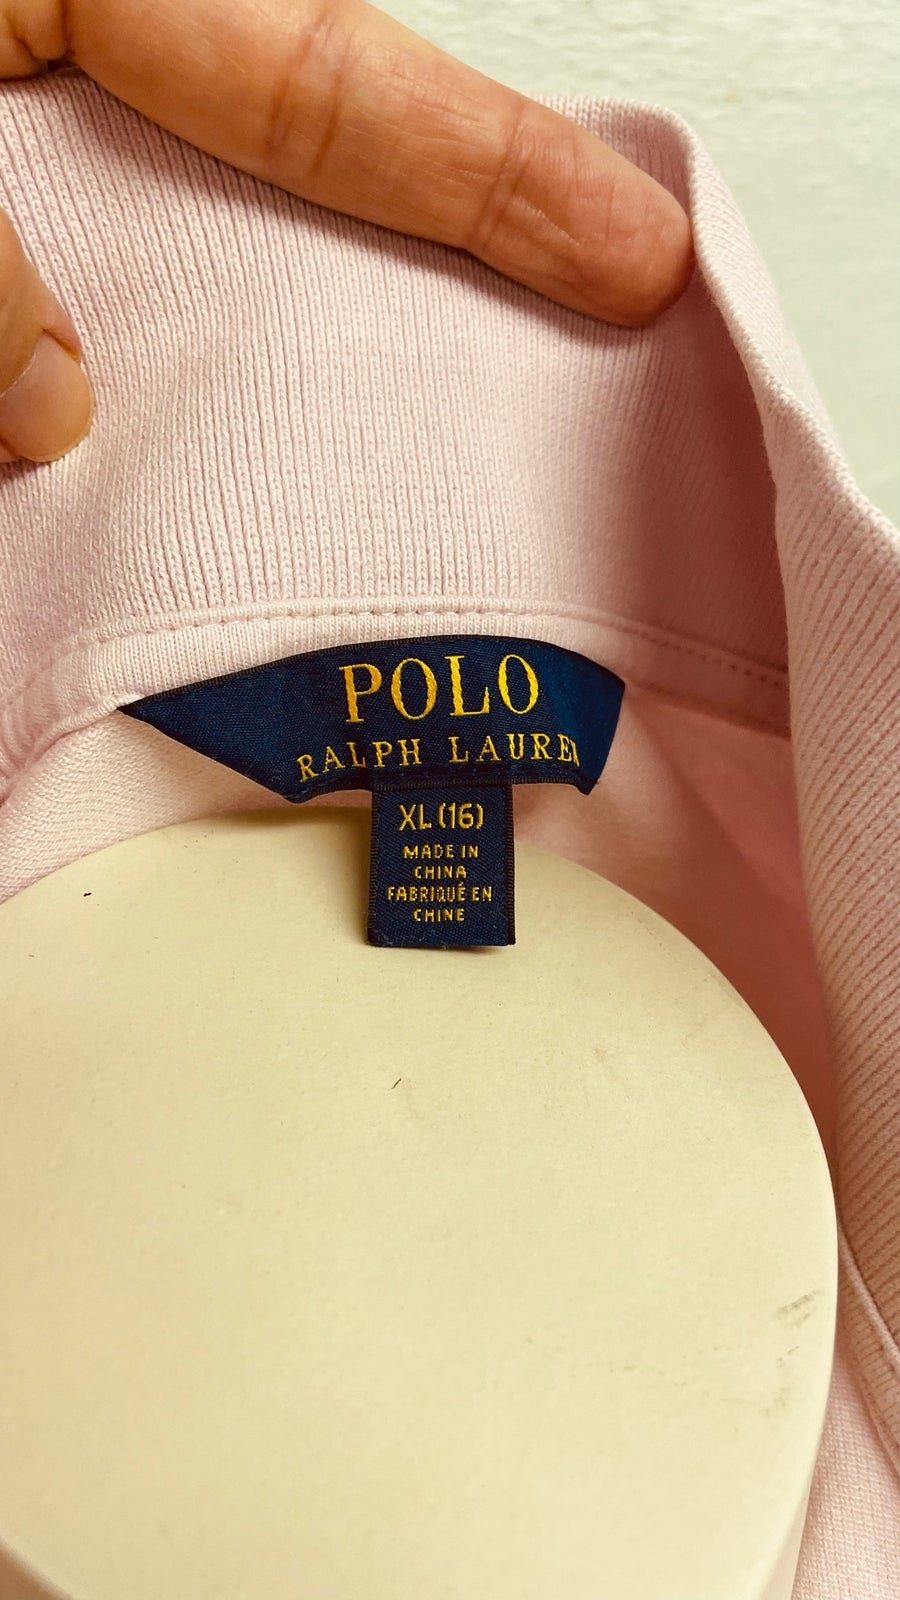 POLO
RALPH LAUREN
XL (16)
MADE IN
CHINA
FABRIQUÉ EN
CHINE